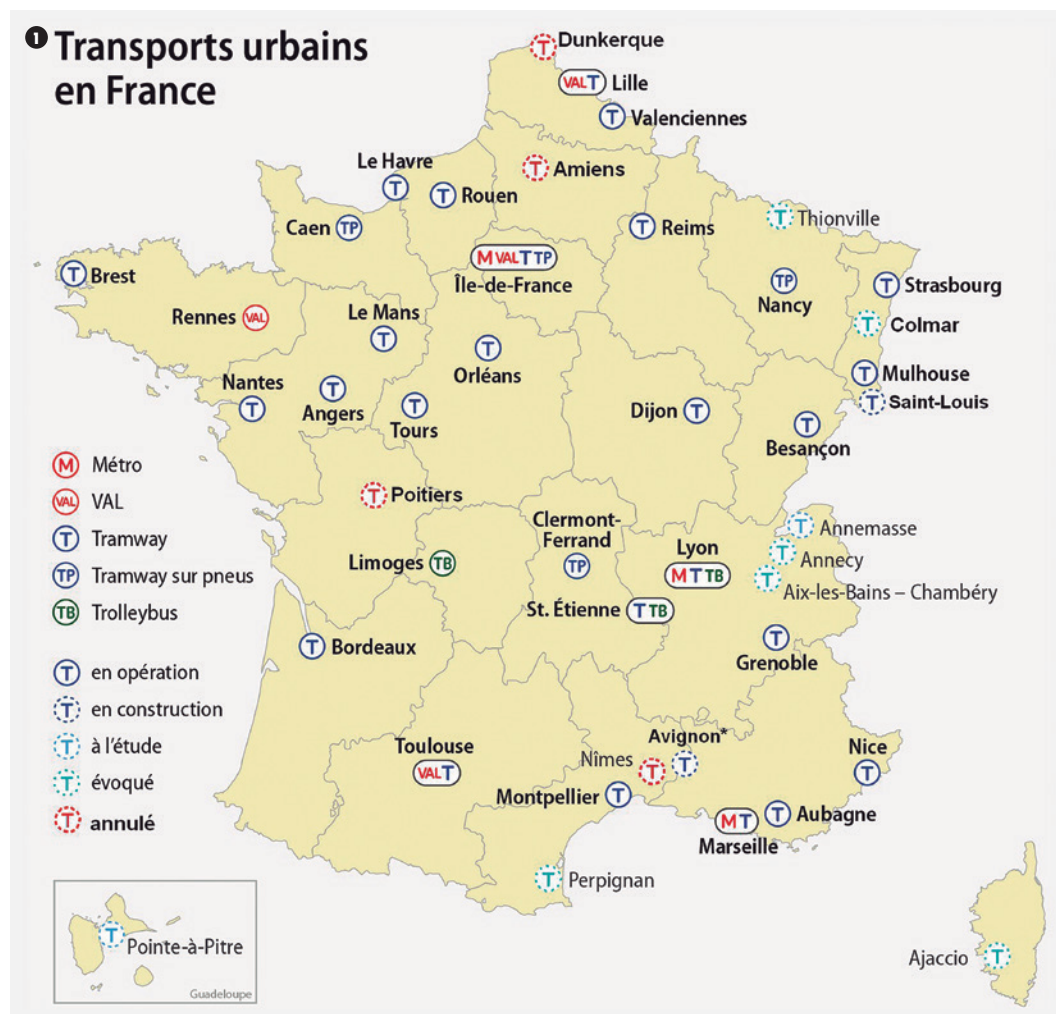 1 Transports urbains
en France
T Dunkerque
VAL T Lille
T Valenciennes
Le Havre
T
T Amiens
T Rouen
Caen TP
T Reims
T Thionville
M VAL T TP
Île-de-France
T Brest
TP
Nancy
T Strasbourg
Rennes VAL
Le Mans
T
T Colmar
T
Orléans
T Mulhouse
T Saint-Louis
Nantes
T
T
Angers
T
Tours
Dijon T
T
Besançon
M Métro
VAL VAL
T Tramway
TP Tramway sur pneus
TB Trolleybus
T en opération
T en construction
T à l'étude
T évoqué
T annulé
T Poitiers
Clermont-
Ferrand
TP
Limoges TB
Lyon
M T TB
T Annemasse
T Annecy
T Aix-les-Bains – Chambéry
St. Étienne T TB
T Bordeaux
T
Grenoble
Toulouse
VAL T
Nîmes
T
Avignon*
T
Nice
T
Montpellier T
M T
Marseille
T Aubagne
T Perpignan
T Pointe-à-Pitre
Guadeloupe
Ajaccio T